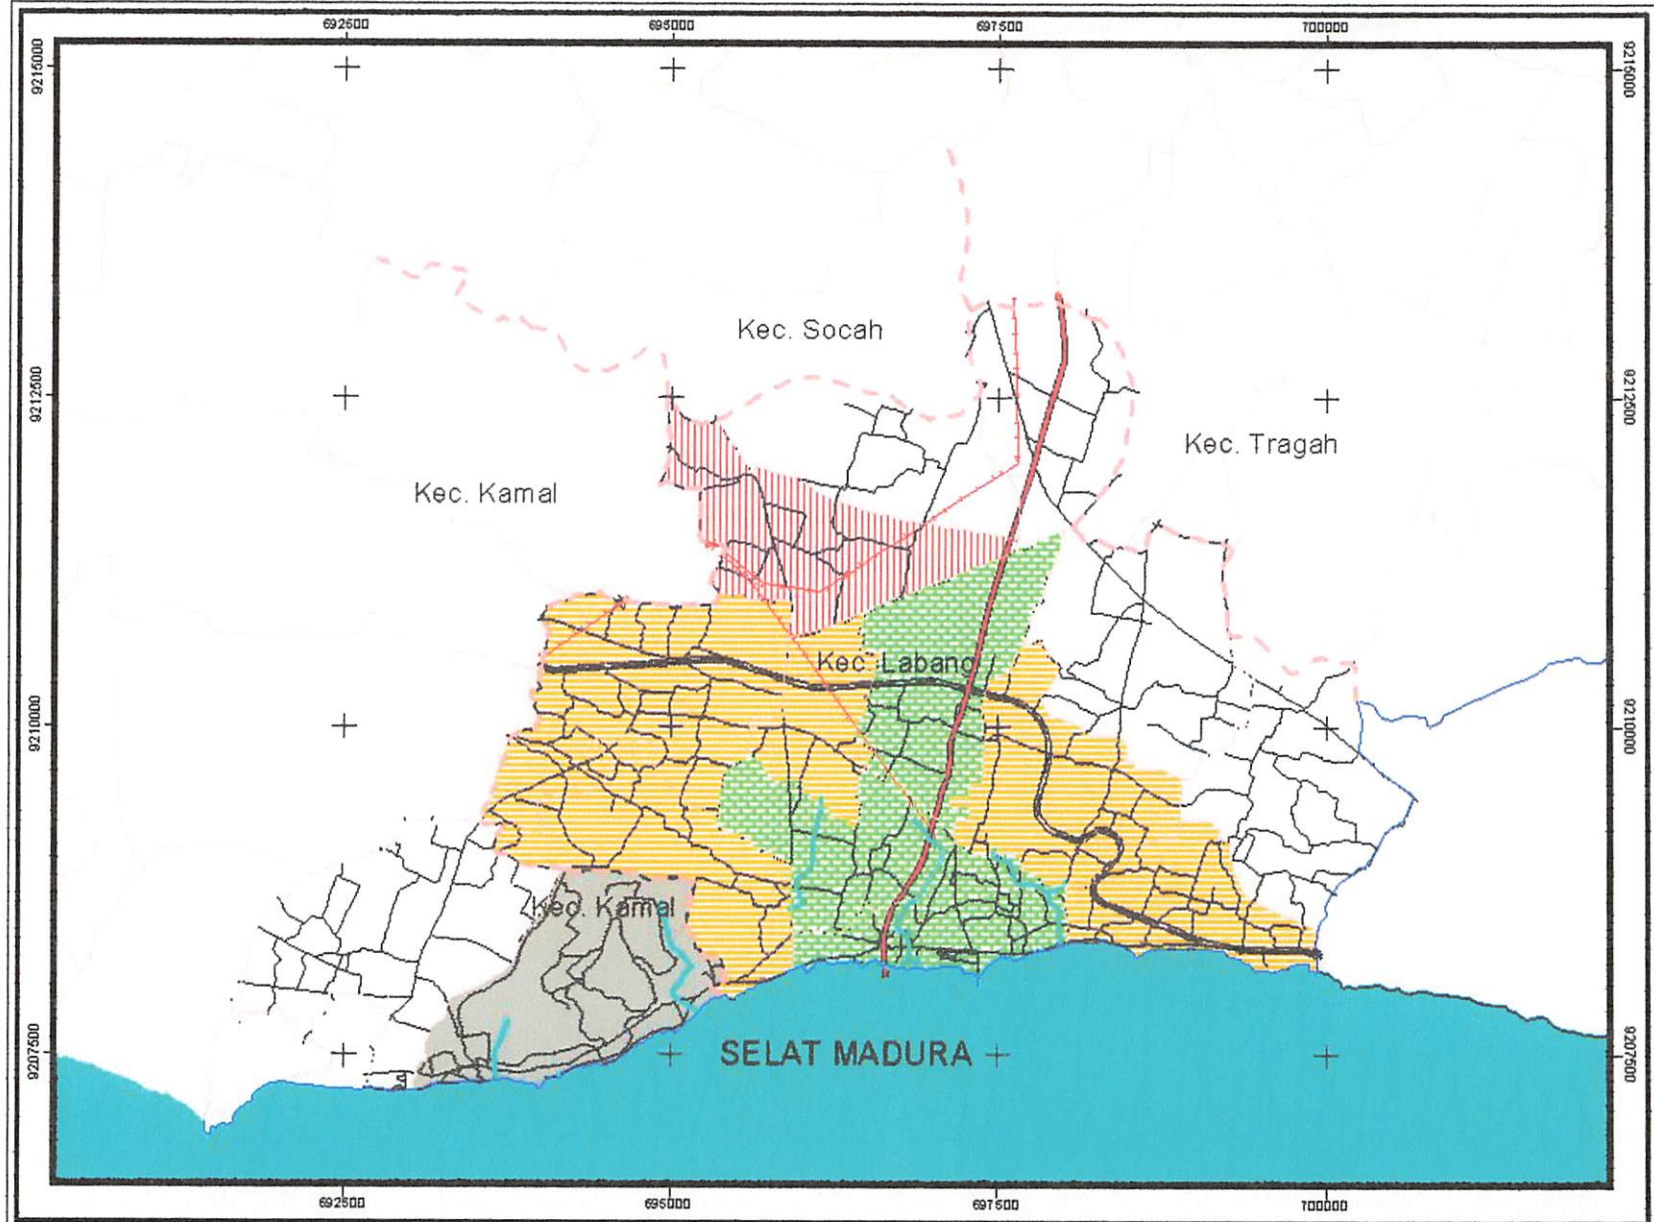 692500 695000 697500 700000
9215000 9215000
Kec. Socah
9212500 9212500
Kec. Tragah
Kec. Kamal
Kec. Labang
9210000 9210000
Kec. Kamal
9207500 SELAT MADURA 9207500
692500 695000 697500 700000